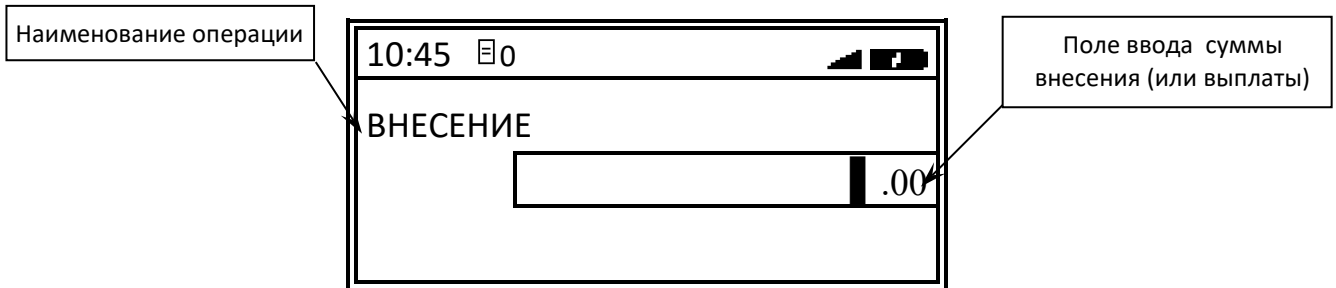 Наименование операции
10:45 0
ВНЕСЕНИЕ
.00
Поле ввода суммы
внесения (или выплаты)